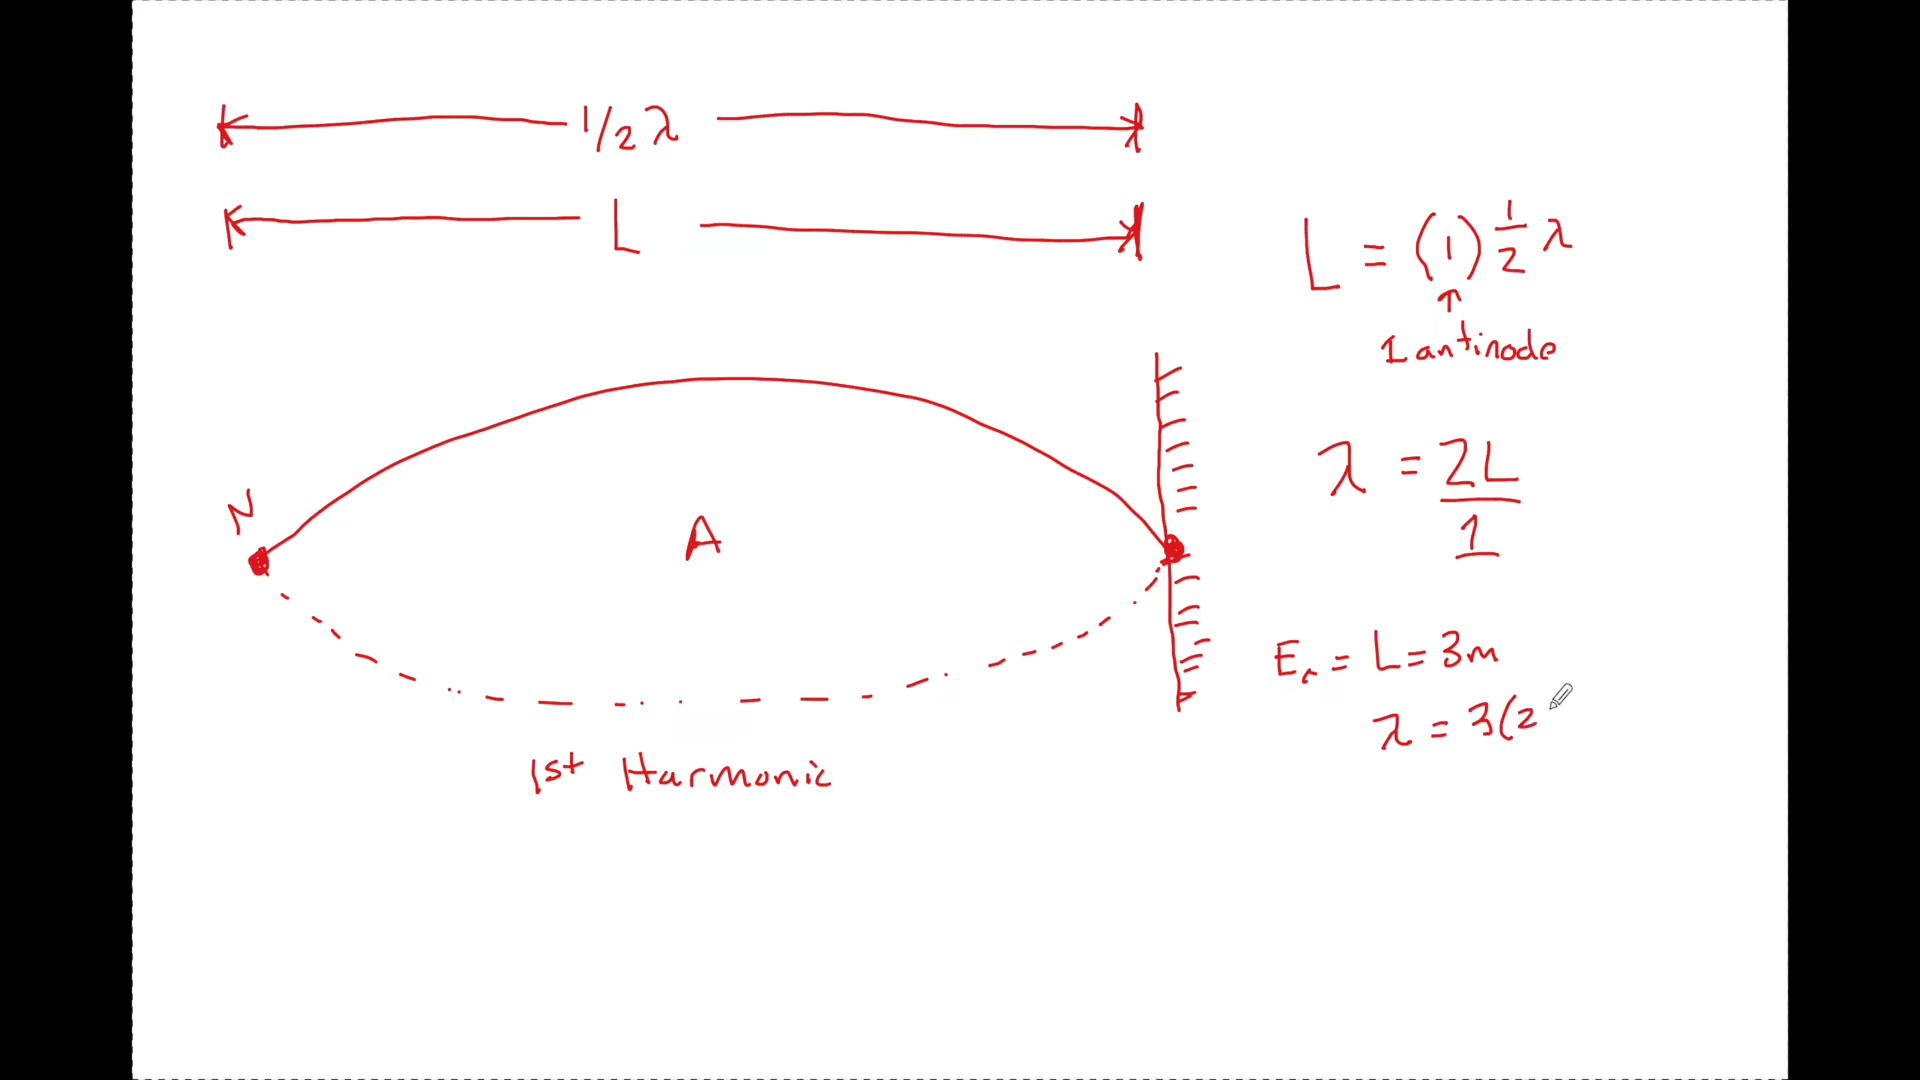 1/2 λ
L
L = (1) 1/2 λ
↑
1 antinode
λ = 2L/1
N
A
Ex = L = 3m
λ = 3(2
1st Harmonic